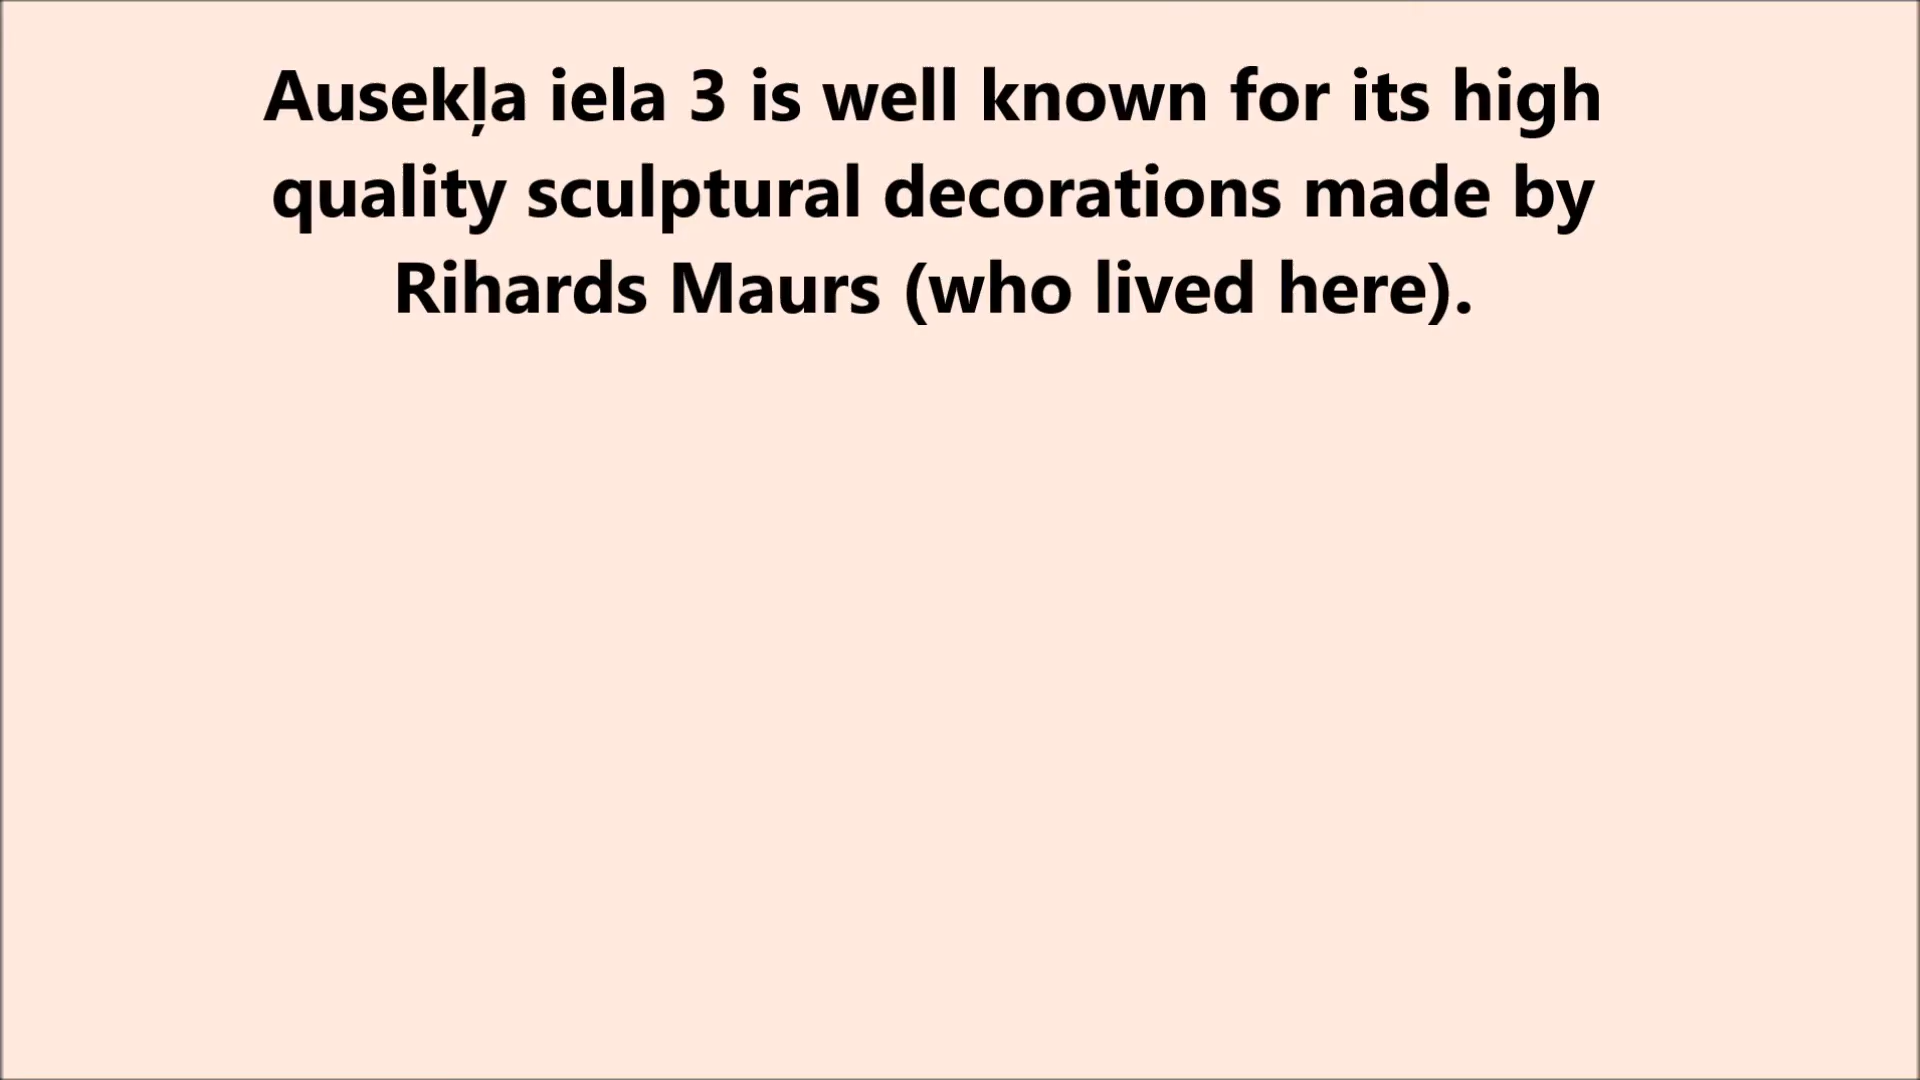 Ausekļa iela 3 is well known for its high
quality sculptural decorations made by
Rihards Maurs (who lived here).